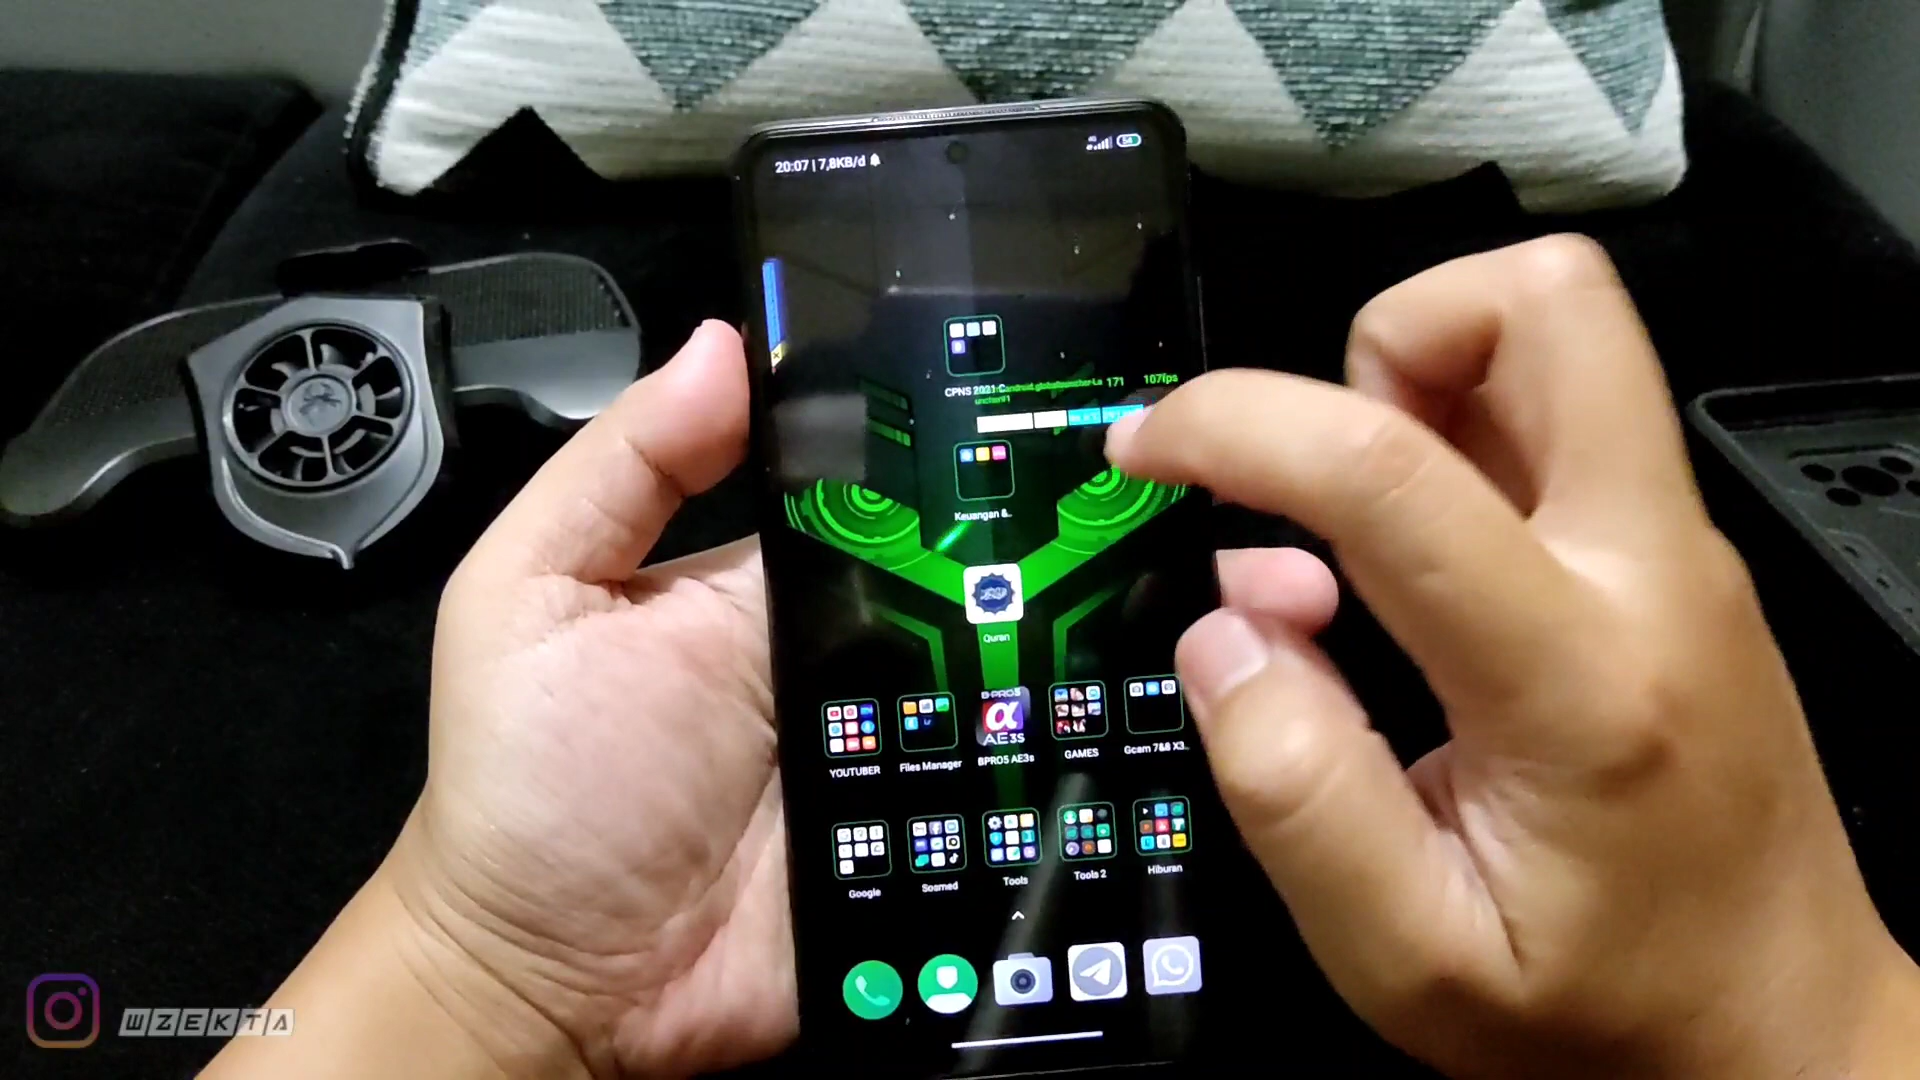 20:07 | 7,8KB/d
54
CPNS 2021 C
171
107fps
Keuangan &..
Quran
B-PRO5
α
AE3S
YOUTUBER
Files Manager
BPRO5 AE3s
GAMES
Gcam 7&8 X3..
Google
Sosmed
Tools
Tools 2
Hiburan
WZEKTA